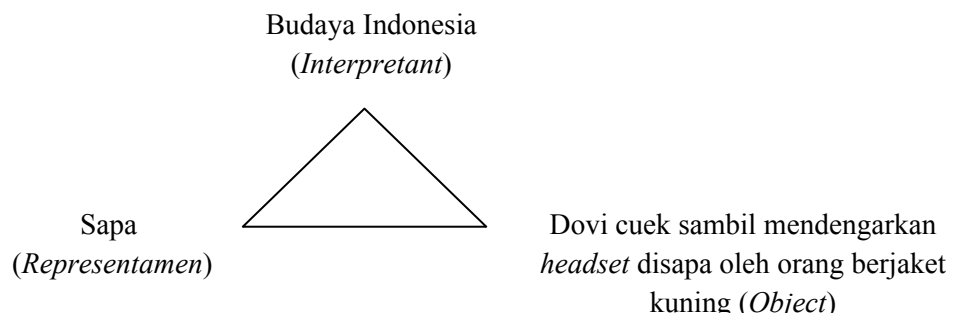 Budaya Indonesia
(Interpretant)
Sapa
(Representamen)
Dovi cuek sambil mendengarkan
headset disapa oleh orang berjaket
kuning (Object)